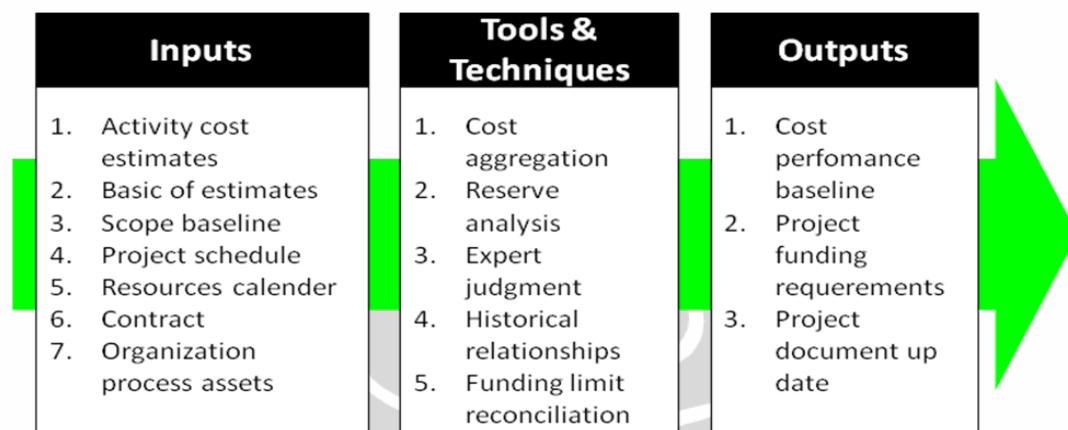 Inputs
1. Activity cost
estimates
2. Basic of estimates
3. Scope baseline
4. Project schedule
5. Resources calender
6. Contract
7. Organization
process assets
Tools &
Techniques
1. Cost
aggregation
2. Reserve
analysis
3. Expert
judgment
4. Historical
relationships
5. Funding limit
reconciliation
Outputs
1. Cost
perfomance
baseline
2. Project
funding
requerements
3. Project
document up
date